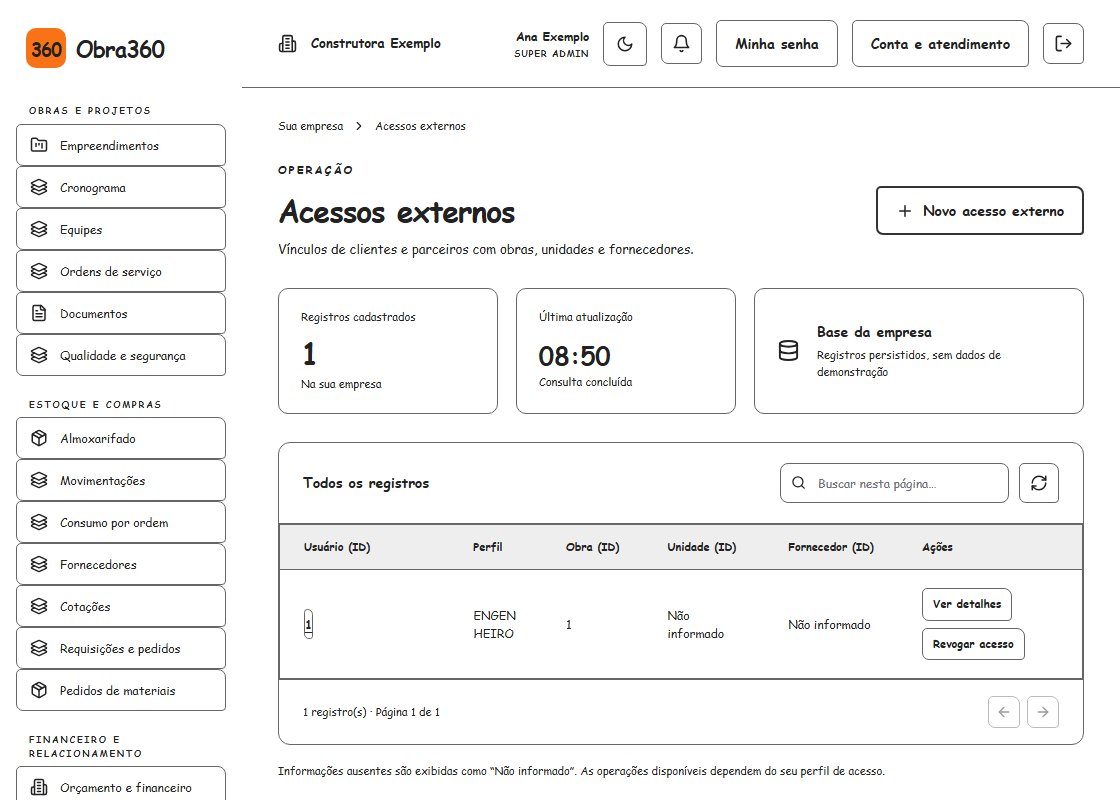 360 Obra360
OBRAS E PROJETOS
Empreendimentos
Cronograma
Equipes
Ordens de serviço
Documentos
Qualidade e segurança
ESTOQUE E COMPRAS
Almoxarifado
Movimentações
Consumo por ordem
Fornecedores
Cotações
Requisições e pedidos
Pedidos de materiais
FINANCEIRO E
RELACIONAMENTO
Orçamento e financeiro
Construtora Exemplo
Ana Exemplo
SUPER ADMIN
Minha senha
Conta e atendimento
Sua empresa
Acessos externos
OPERAÇÃO
Acessos externos
Vínculos de clientes e parceiros com obras, unidades e fornecedores.
Novo acesso externo
Registros cadastrados
1
Na sua empresa
Última atualização
08:50
Consulta concluída
Base da empresa
Registros persistidos, sem dados de
demonstração
Todos os registros
Buscar nesta página...
Usuário (ID) Perfil Obra (ID) Unidade (ID) Fornecedor (ID) Ações
1
ENGEN
HEIRO
1
Não
informado
Não informado
Ver detalhes
Revogar acesso
1 registro(s) · Página 1 de 1
Informações ausentes são exibidas como “Não informado”. As operações disponíveis dependem do seu perfil de acesso.